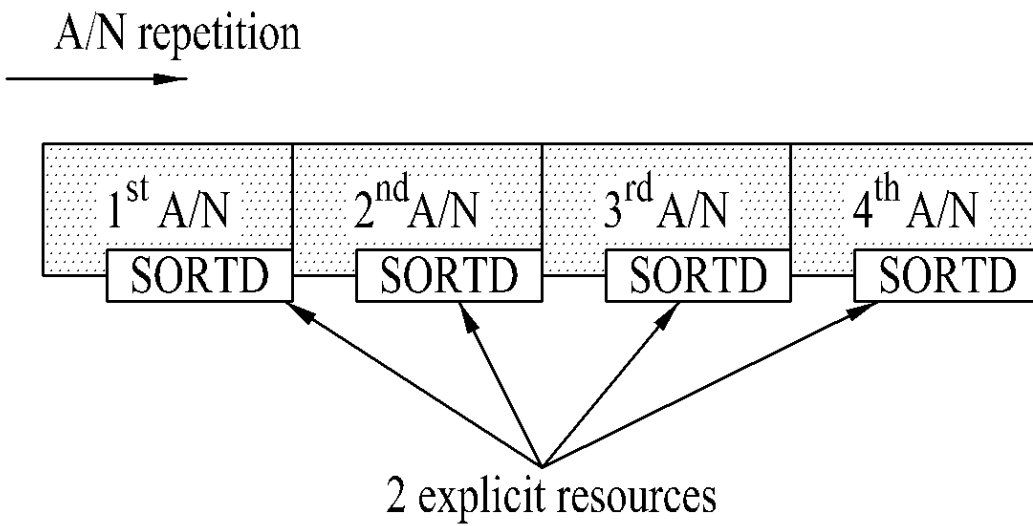 A/N repetition
1st A/N
2nd A/N
3rd A/N
4th A/N
SORTD
SORTD
SORTD
SORTD
2 explicit resources